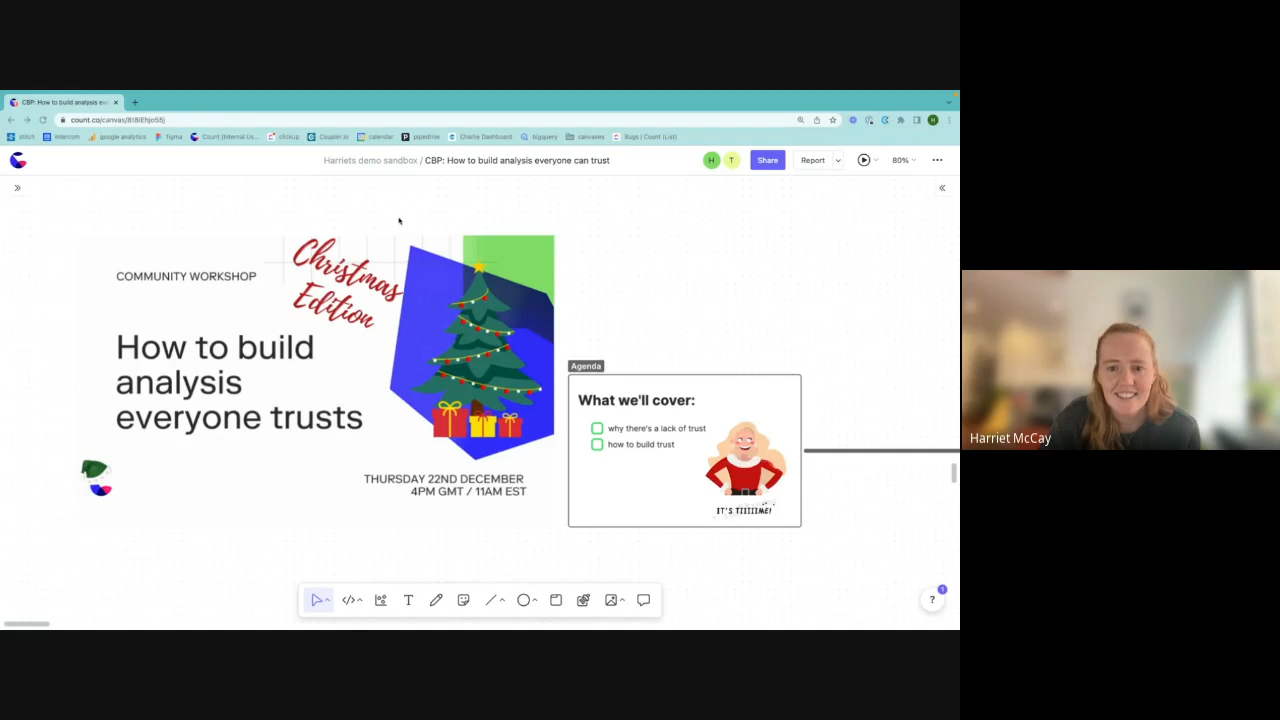 CBP: How to build analysis eve
count.co/canvas/8t8iEhjo55j
stitch
Intercom
google analytics
figma
Count (Internal Us...
clickup
Coupler.io
calendar
pipedrive
Charlie Dashboard
bigquery
canvases
Bugs | Count (List)
Harriets demo sandbox / CBP: How to build analysis everyone can trust
H
T
Share
Report
80%
COMMUNITY WORKSHOP
Christmas
Edition
How to build
analysis
everyone trusts
THURSDAY 22ND DECEMBER
4PM GMT / 11AM EST
Agenda
What we'll cover:
why there's a lack of trust
how to build trust
IT'S TIIIIIME!
Harriet McCay
T
?
1